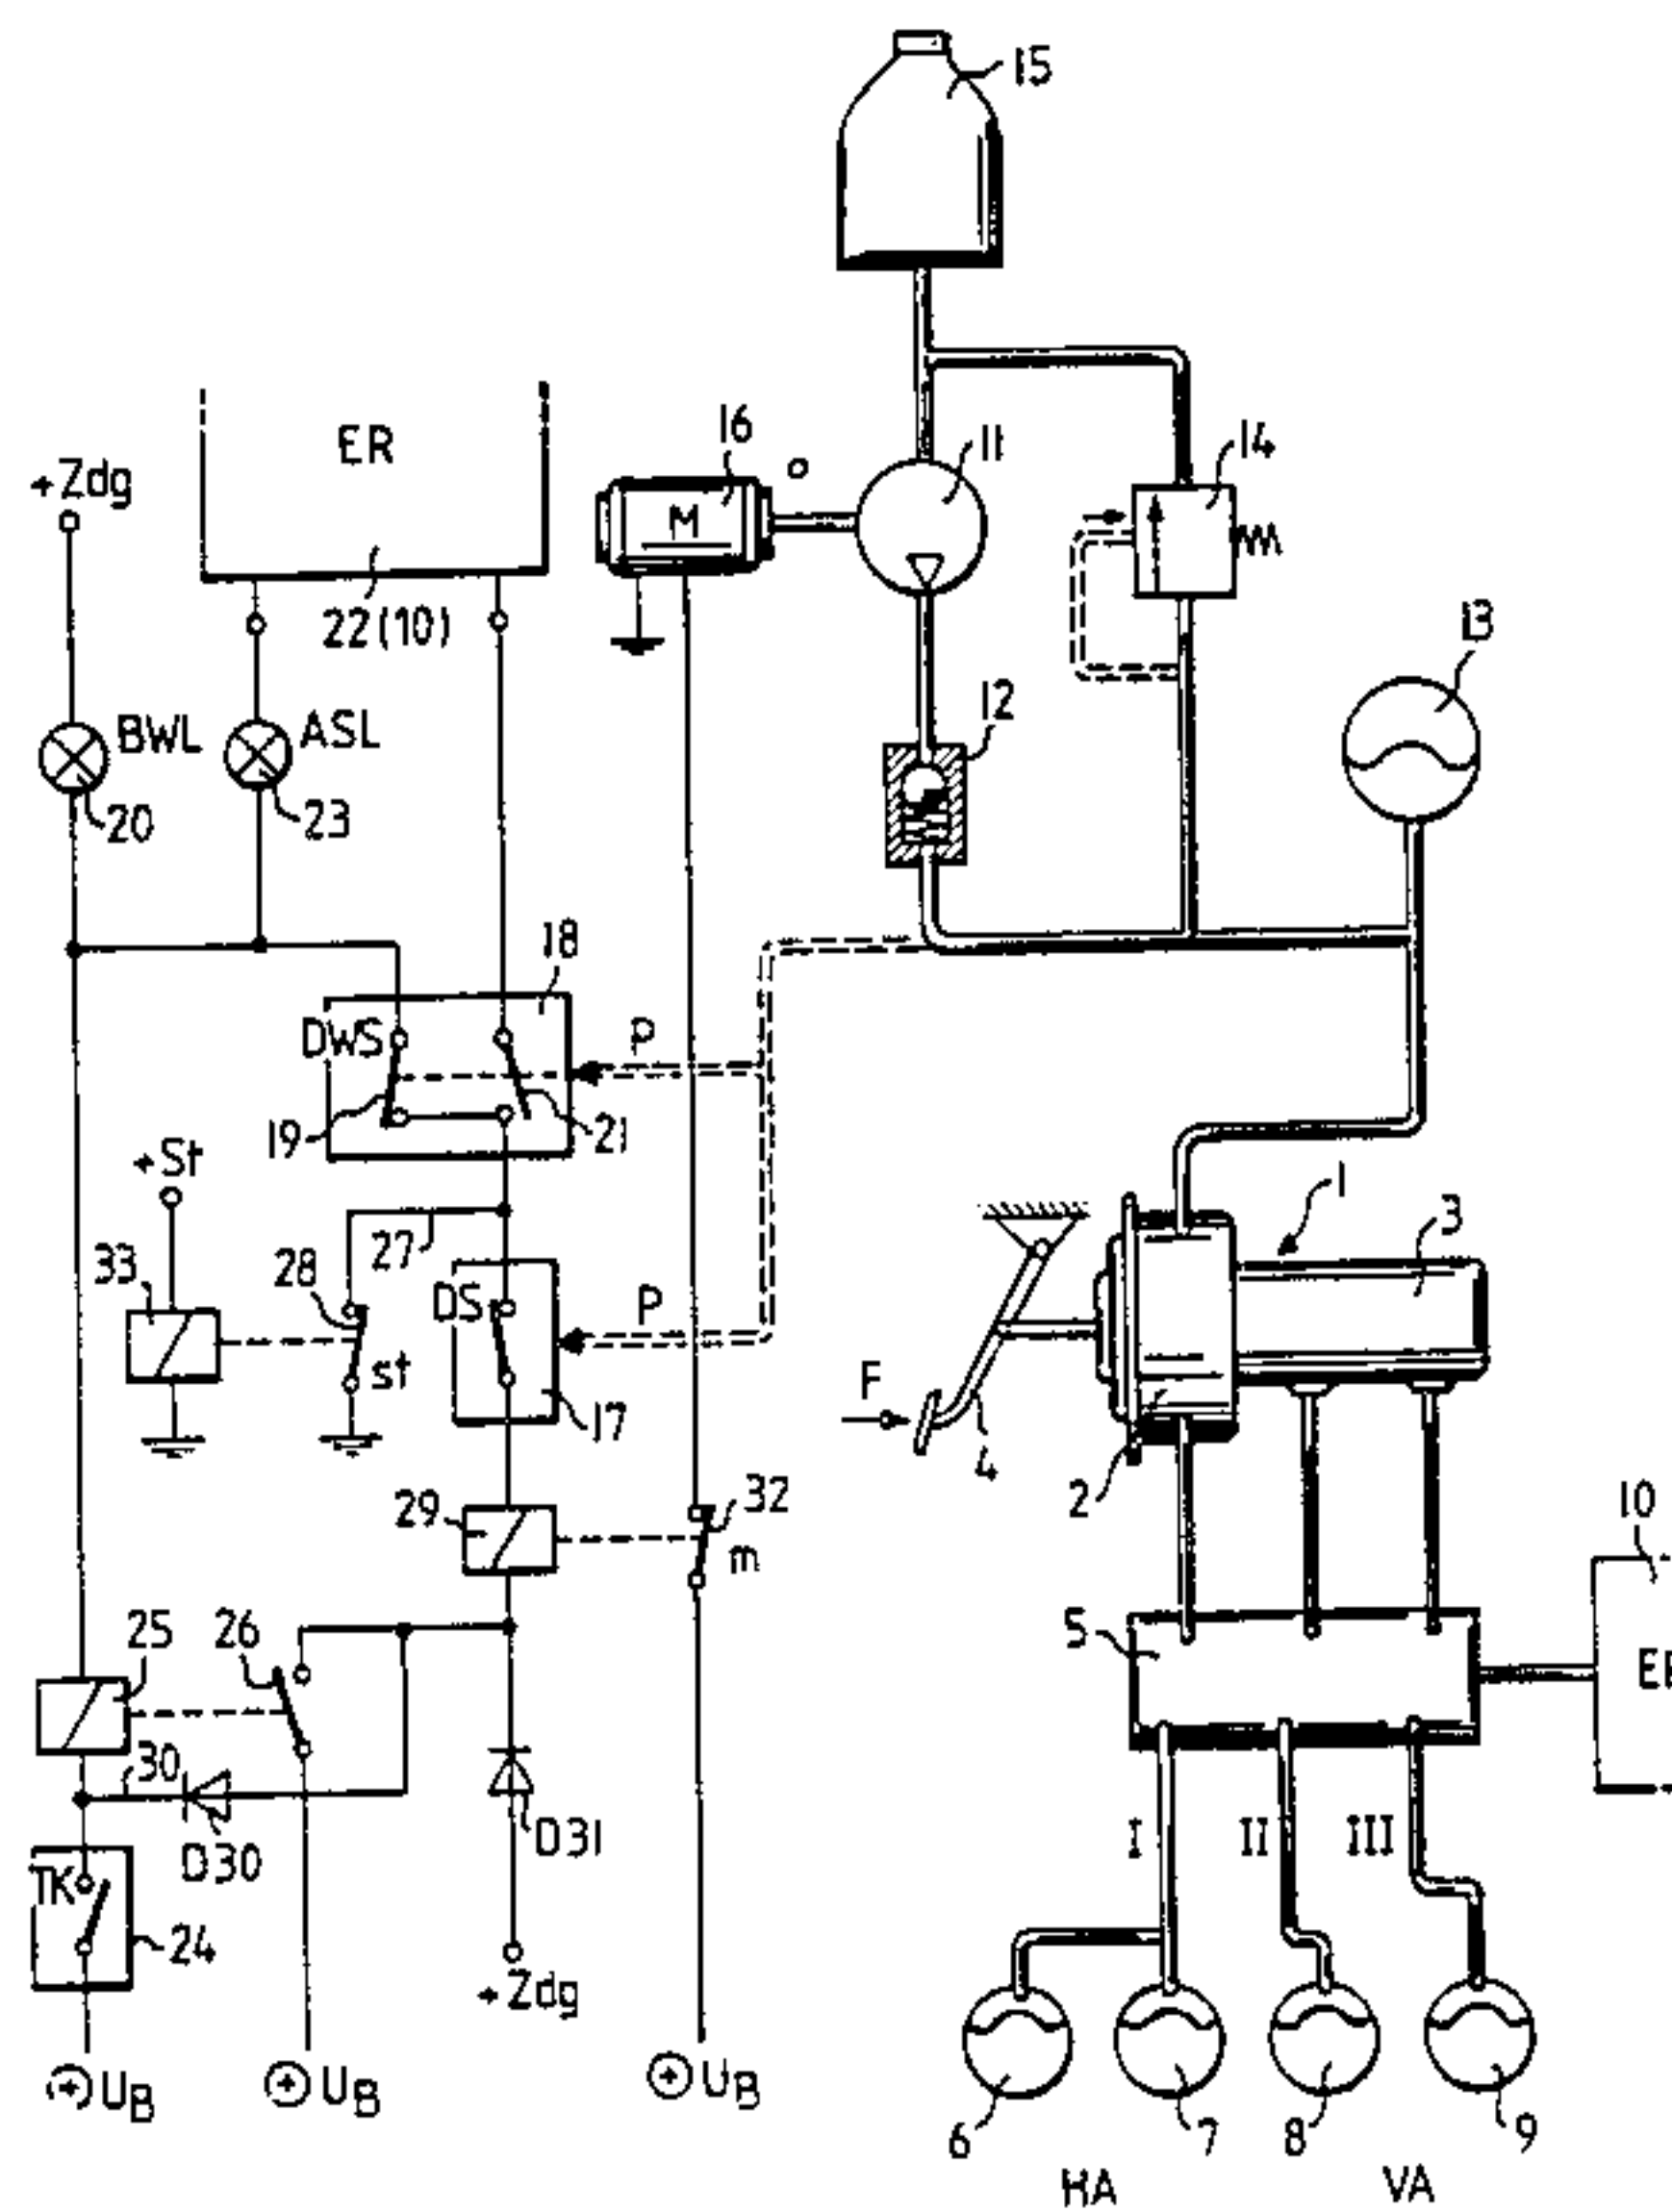 15
ER
16
11
14
+Zdg
M
22(10)
13
12
BWL
ASL
20
23
18
DWS
P
19
21
+St
1
27
3
33
28
DS
P
st
F
17
4
2
29
32
m
10
5
25
26
30
D30
D31
I
II
III
TK
24
+Zdg
UB
UB
UB
6
7
8
9
HA
VA